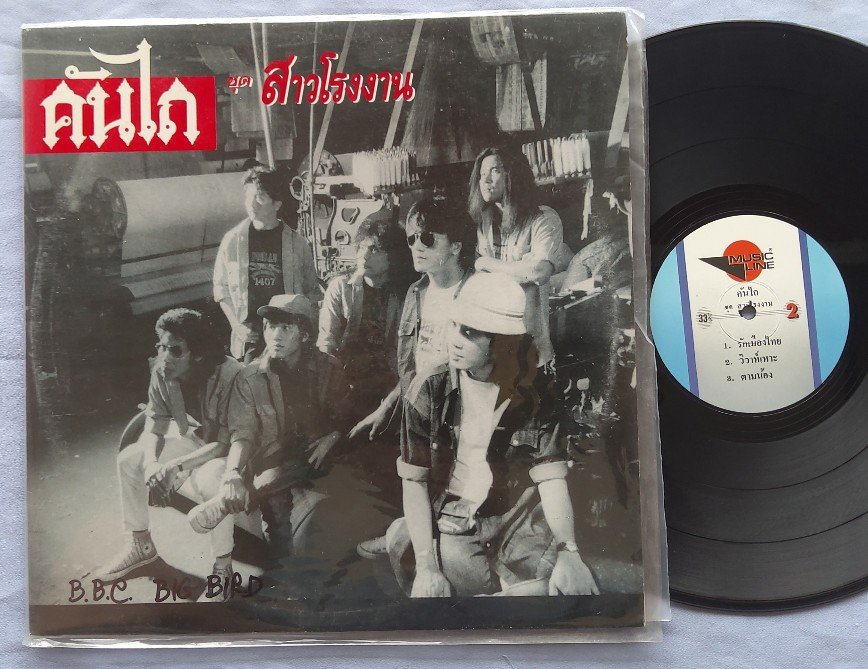 คันไถ
ชุด สาวโรงงาน
1407
B.B.C. BIG BIRD
MUSIC LINE
คันไถ
ชุด สาวโรงงาน
33⅓
2
1. รักเมืองไทย
2. วิวาห์เหาะ
3. ตามน้อง